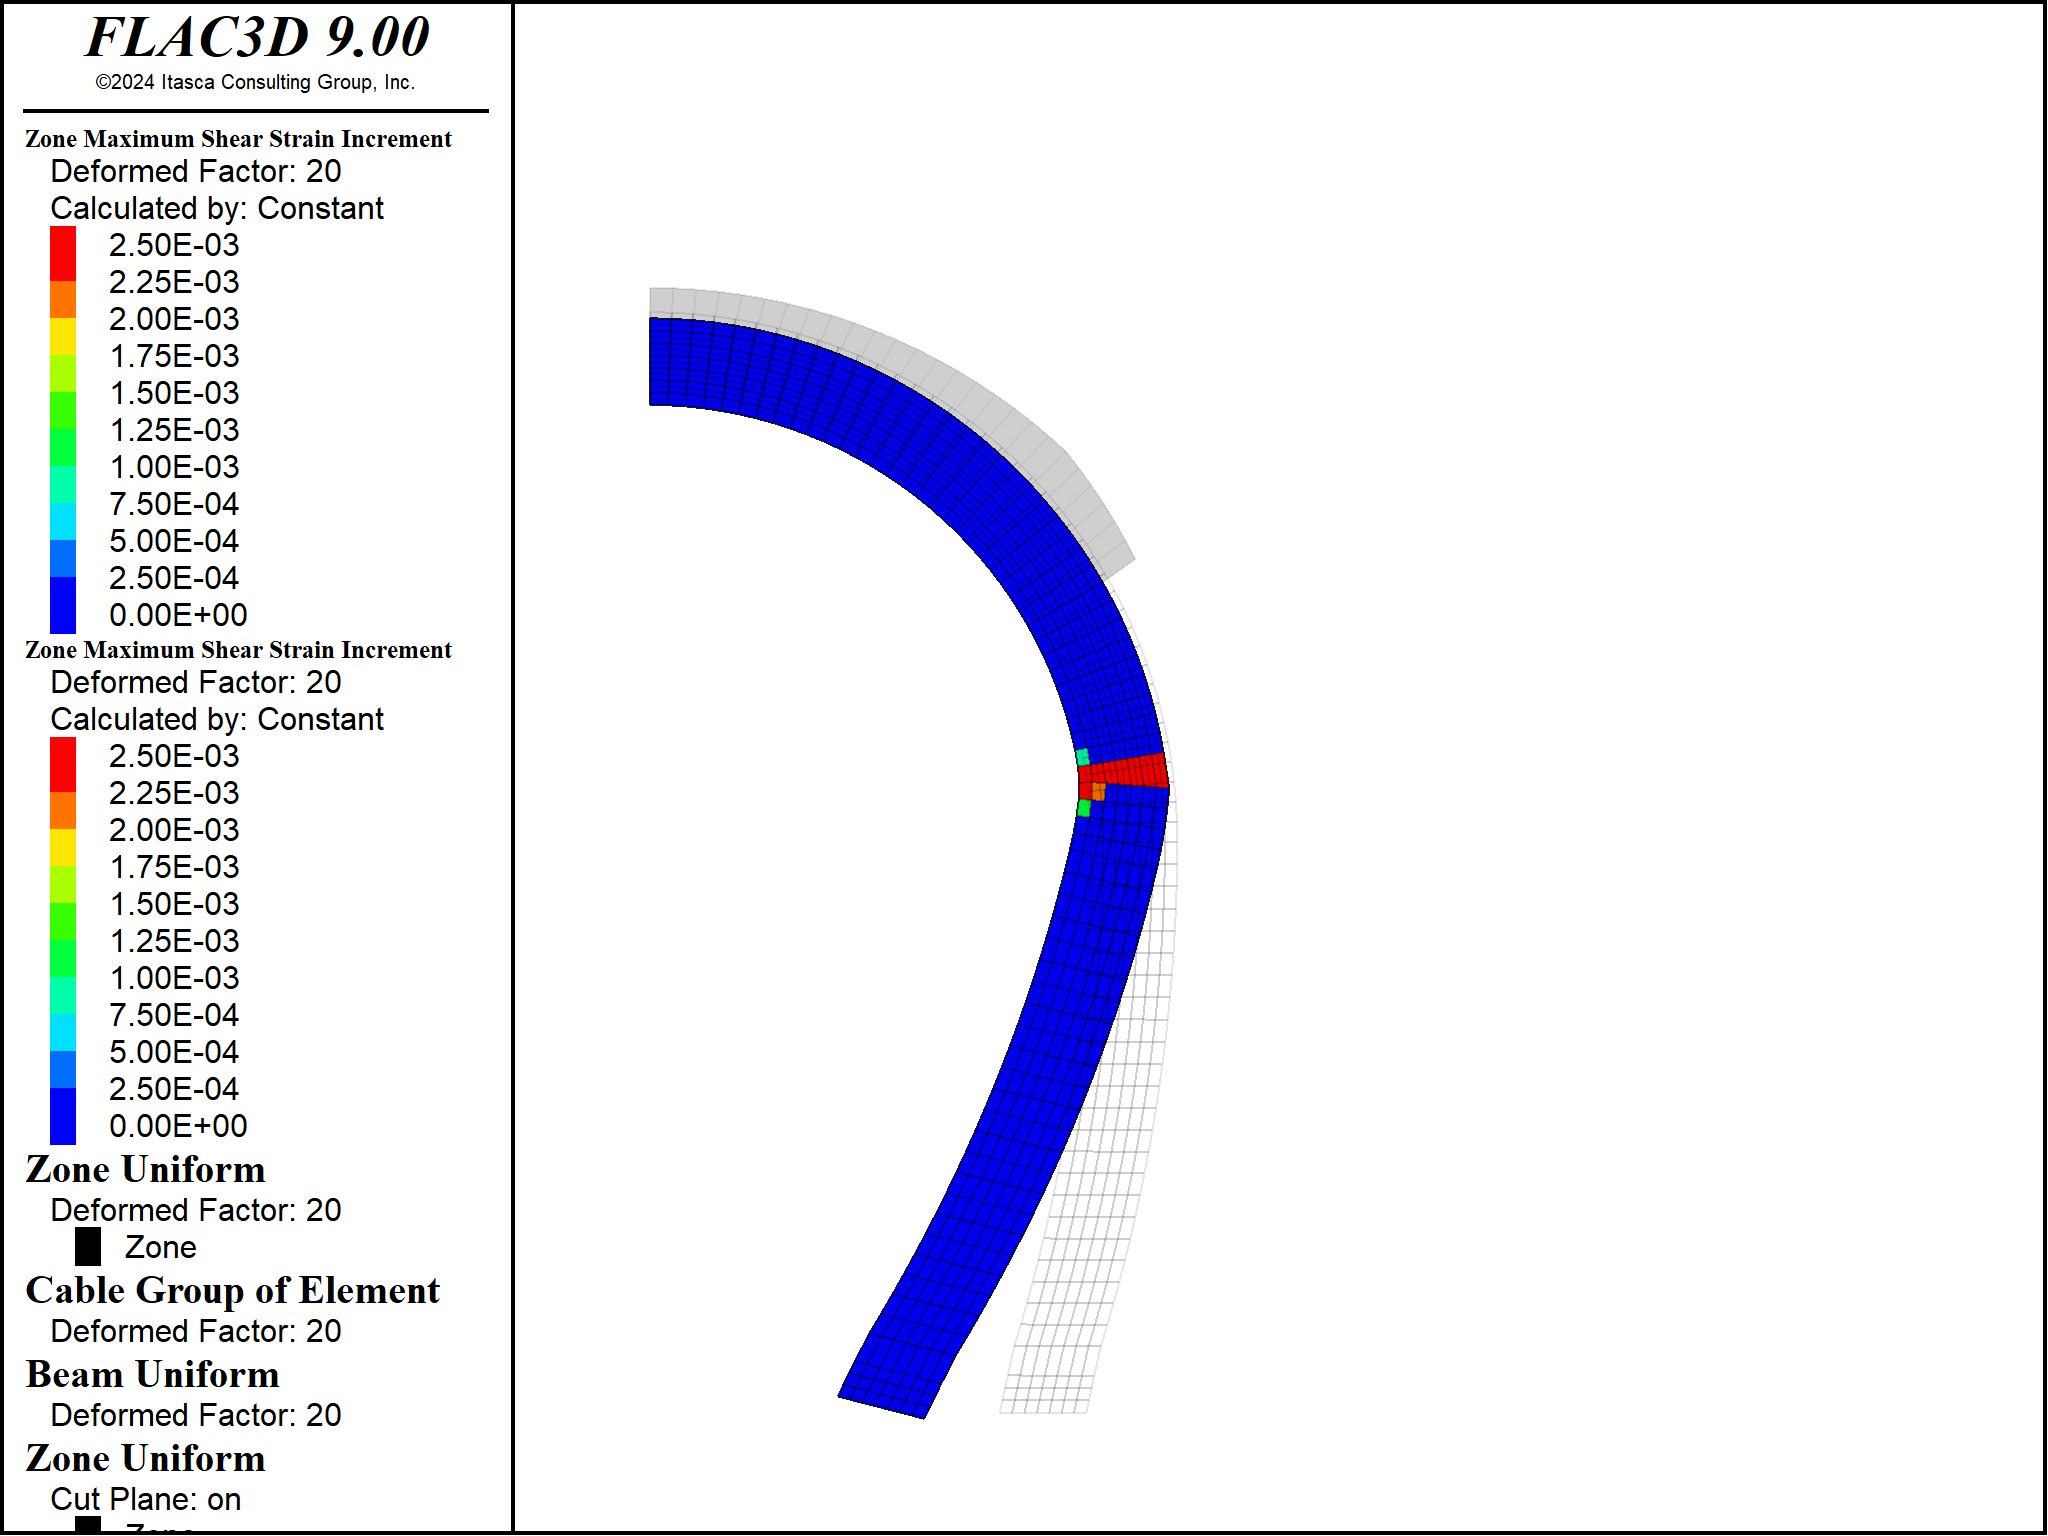 FLAC3D 9.00
©2024 Itasca Consulting Group, Inc.
Zone Maximum Shear Strain Increment
Deformed Factor: 20
Calculated by: Constant
2.50E-03
2.25E-03
2.00E-03
1.75E-03
1.50E-03
1.25E-03
1.00E-03
7.50E-04
5.00E-04
2.50E-04
0.00E+00
Zone Maximum Shear Strain Increment
Deformed Factor: 20
Calculated by: Constant
2.50E-03
2.25E-03
2.00E-03
1.75E-03
1.50E-03
1.25E-03
1.00E-03
7.50E-04
5.00E-04
2.50E-04
0.00E+00
Zone Uniform
Deformed Factor: 20
Zone
Cable Group of Element
Deformed Factor: 20
Beam Uniform
Deformed Factor: 20
Zone Uniform
Cut Plane: on